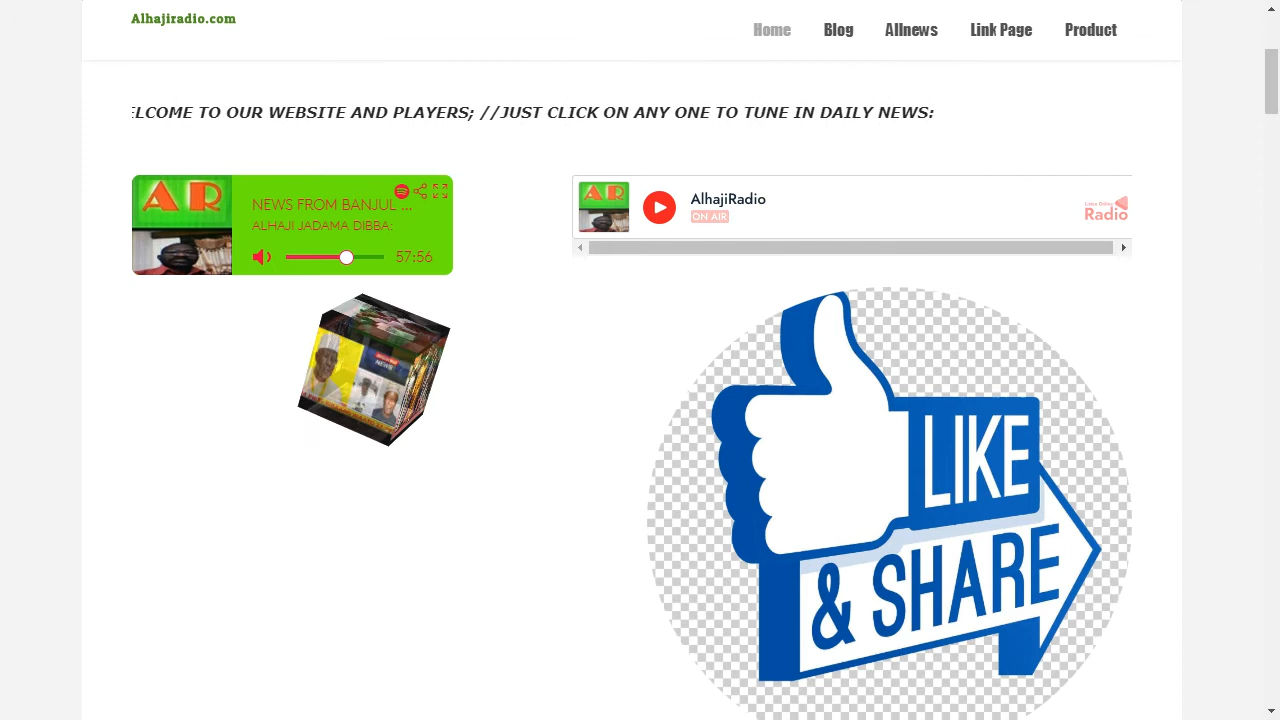 Alhajiradio.com
Home Blog Allnews Link Page Product
ELCOME TO OUR WEBSITE AND PLAYERS; //JUST CLICK ON ANY ONE TO TUNE IN DAILY NEWS:
AR
NEWS FROM BANJUL ...
ALHAJI JADAMA DIBBA:
57:56
AR
AlhajiRadio
ON AIR
Radio
NEWS
LIKE
& SHARE